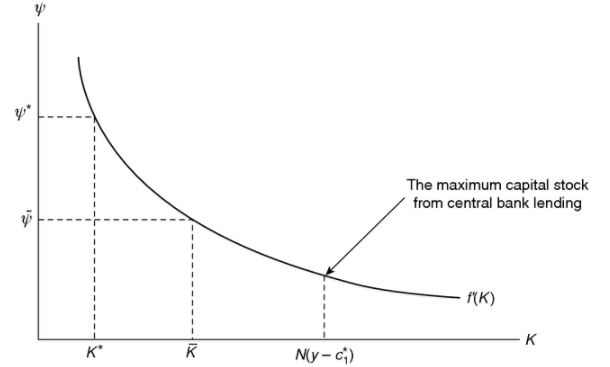 ψ
ψ*
ψ̃
The maximum capital stock
from central bank lending
f'(K)
K
K*
K̅
N(y – c₁*)